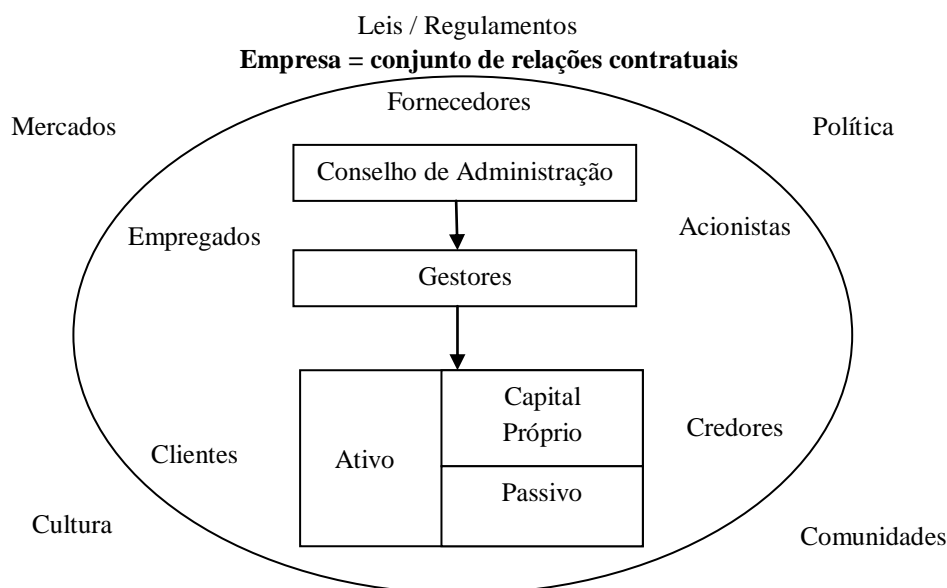 Leis / Regulamentos
Empresa = conjunto de relações contratuais
Fornecedores
Mercados
Política
Conselho de Administração
Acionistas
Empregados
Gestores
Capital
Próprio
Credores
Clientes
Ativo
Passivo
Cultura
Comunidades